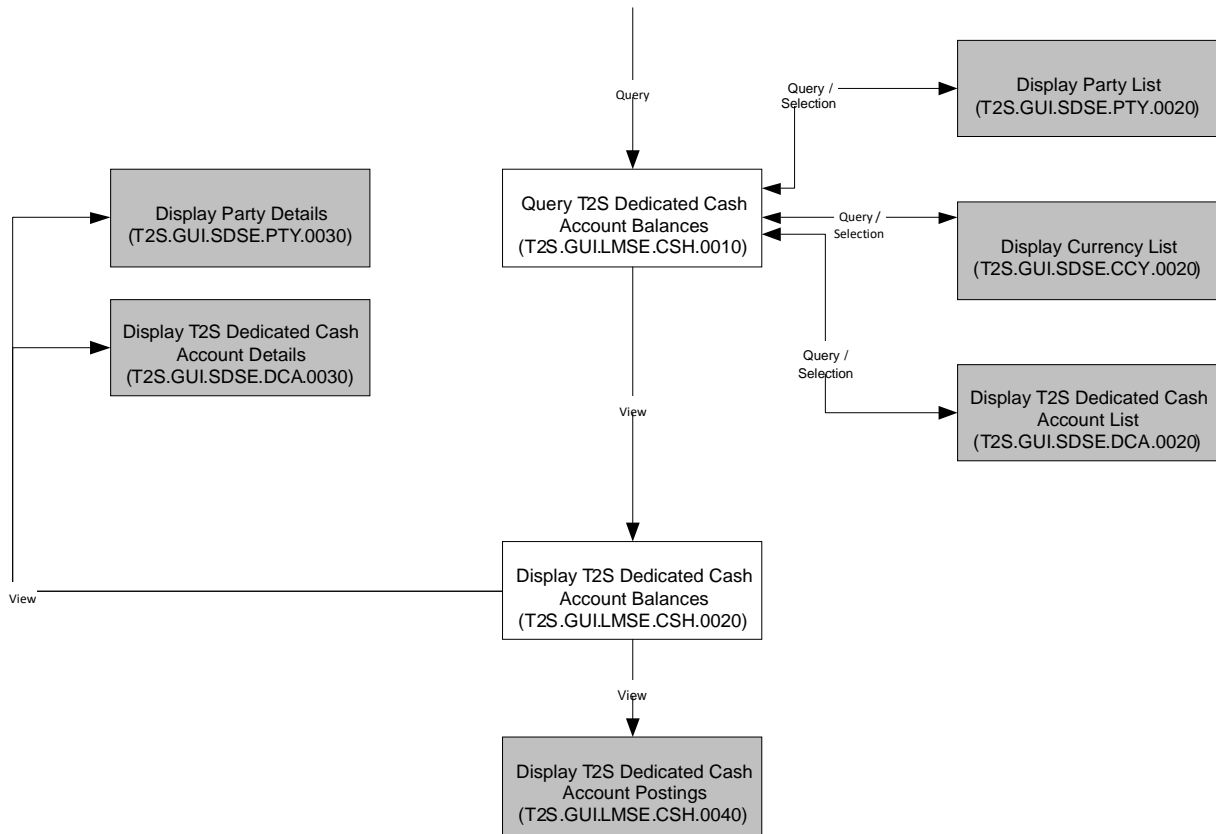 Query
Query /
Selection
Display Party List
(T2S.GUI.SDSE.PTY.0020)
Display Party Details
(T2S.GUI.SDSE.PTY.0030)
Query T2S Dedicated Cash
Account Balances
(T2S.GUI.LMSE.CSH.0010)
Query /
Selection
Display Currency List
(T2S.GUI.SDSE.CCY.0020)
Display T2S Dedicated Cash
Account Details
(T2S.GUI.SDSE.DCA.0030)
Query /
Selection
Display T2S Dedicated Cash
Account List
(T2S.GUI.SDSE.DCA.0020)
View
Display T2S Dedicated Cash
Account Balances
(T2S.GUI.LMSE.CSH.0020)
View
View
Display T2S Dedicated Cash
Account Postings
(T2S.GUI.LMSE.CSH.0040)